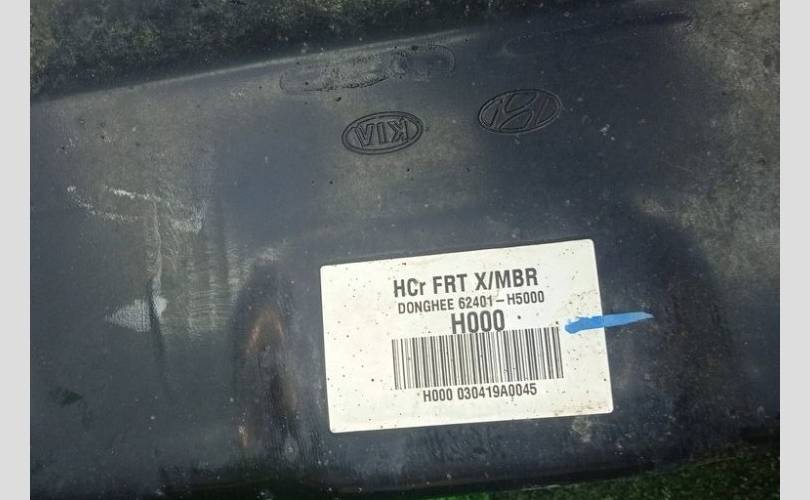 KIA
HCr FRT X/MBR
DONGHEE 62401-H5000
H000
H000 030419A0045